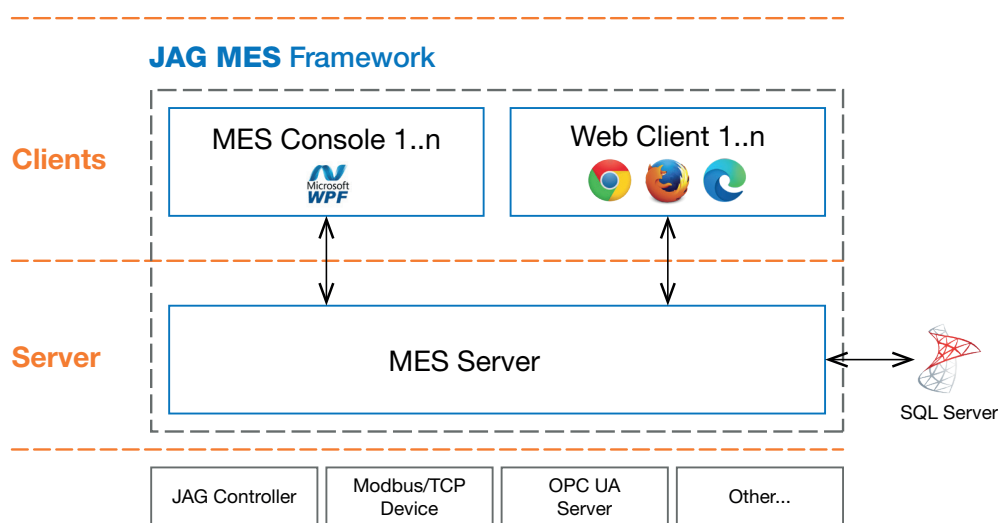 JAG MES Framework
Clients
MES Console 1..n
Microsoft
WPF
Web Client 1..n
Server
MES Server
SQL Server
JAG Controller
Modbus/TCP
Device
OPC UA
Server
Other...